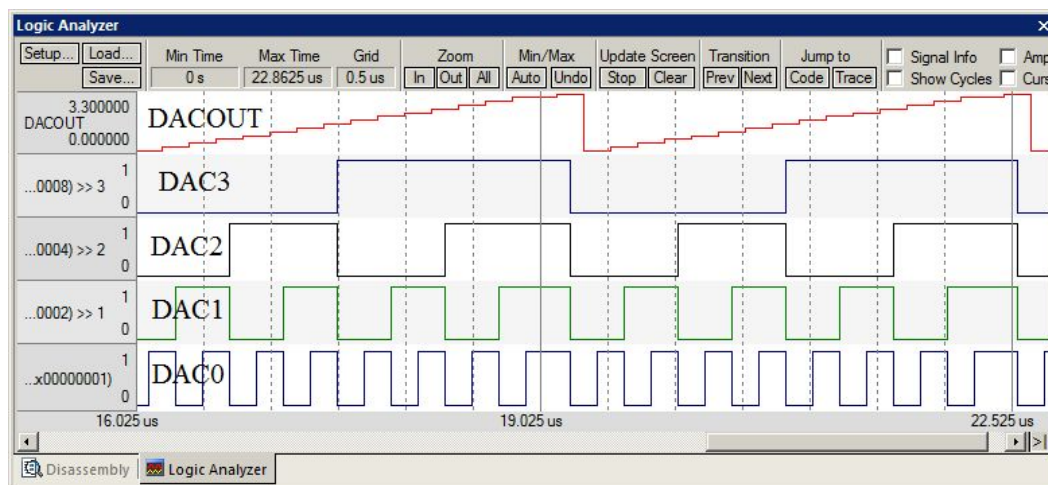 Logic Analyzer
Setup... Load... Min Time Max Time Grid Zoom Min/Max Update Screen Transition Jump to Signal Info Amp
Save... 0 s 22.8625 us 0.5 us In Out All Auto Undo Stop Clear Prev Next Code Trace Show Cycles Curs
3.300000
DACOUT DACOUT
0.000000
1
...0008) >> 3 DAC3
0
1
...0004) >> 2 DAC2
0
1
...0002) >> 1 DAC1
0
1
...x00000001) DAC0
0
16.025 us 19.025 us 22.525 us
Disassembly Logic Analyzer